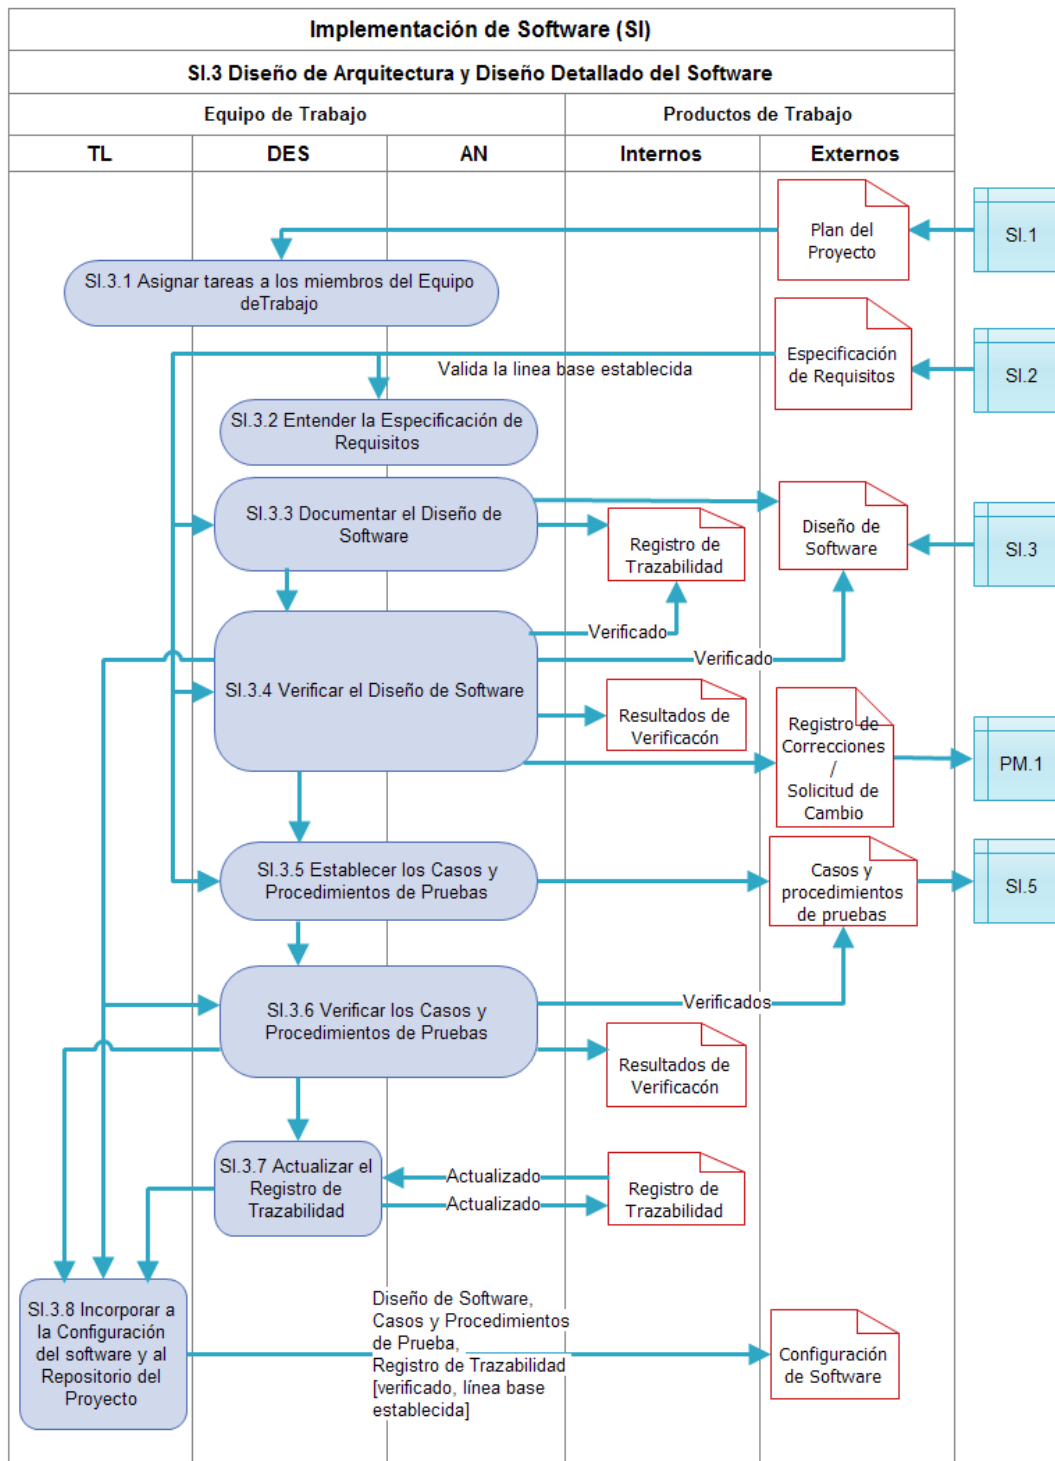 Implementación de Software (SI)
SI.3 Diseño de Arquitectura y Diseño Detallado del Software
Equipo de Trabajo
Productos de Trabajo
TL
DES
AN
Internos
Externos
Plan del
Proyecto
SI.1
SI.3.1 Asignar tareas a los miembros del Equipo
deTrabajo
Especificación
de Requisitos
SI.2
Valida la linea base establecida
SI.3.2 Entender la Especificación de
Requisitos
SI.3.3 Documentar el Diseño de
Software
Registro de
Trazabilidad
Diseño de
Software
SI.3
Verificado
Verificado
SI.3.4 Verificar el Diseño de Software
Resultados de
Verificacón
Registro de
Correcciones
/
Solicitud de
Cambio
PM.1
SI.3.5 Establecer los Casos y
Procedimientos de Pruebas
Casos y
procedimientos
de pruebas
SI.5
SI.3.6 Verificar los Casos y
Procedimientos de Pruebas
Verificados
Resultados de
Verificacón
SI.3.7 Actualizar el
Registro de
Trazabilidad
Actualizado
Actualizado
Registro de
Trazabilidad
SI.3.8 Incorporar a
la Configuración
del software y al
Repositorio del
Proyecto
Diseño de Software,
Casos y Procedimientos
de Prueba,
Registro de Trazabilidad
[verificado, línea base
establecida]
Configuración
de Software